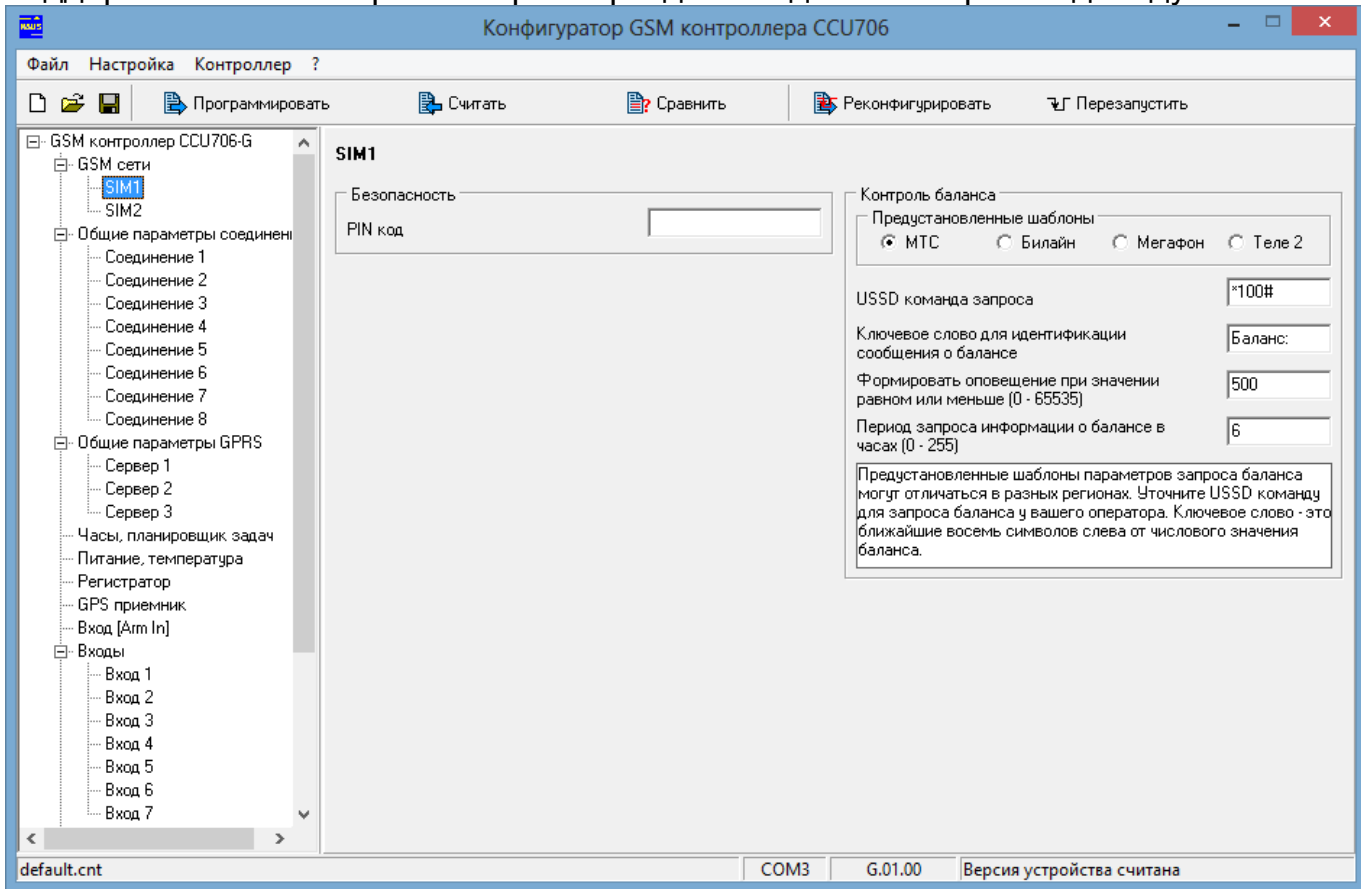 Конфигуратор GSM контроллера CCU706
Файл Настройка Контроллер ?
Программировать Считать Сравнить Реконфигурировать Перезапустить
GSM контроллер CCU706-G
GSM сети
SIM1
SIM2
Общие параметры соединени
Соединение 1
Соединение 2
Соединение 3
Соединение 4
Соединение 5
Соединение 6
Соединение 7
Соединение 8
Общие параметры GPRS
Сервер 1
Сервер 2
Сервер 3
Часы, планировщик задач
Питание, температура
Регистратор
GPS приемник
Вход [Arm In]
Входы
Вход 1
Вход 2
Вход 3
Вход 4
Вход 5
Вход 6
Вход 7
SIM1
Безопасность
PIN код
Контроль баланса
Предустановленные шаблоны
МТС Билайн Мегафон Теле 2
USSD команда запроса *100#
Ключевое слово для идентификации
сообщения о балансе Баланс:
Формировать оповещение при значении
равном или меньше (0 - 65535) 500
Период запроса информации о балансе в
часах (0 - 255) 6
Предустановленные шаблоны параметров запроса баланса
могут отличаться в разных регионах. Уточните USSD команду
для запроса баланса у вашего оператора. Ключевое слово - это
ближайшие восемь символов слева от числового значения
баланса.
default.cnt COM3 G.01.00 Версия устройства считана